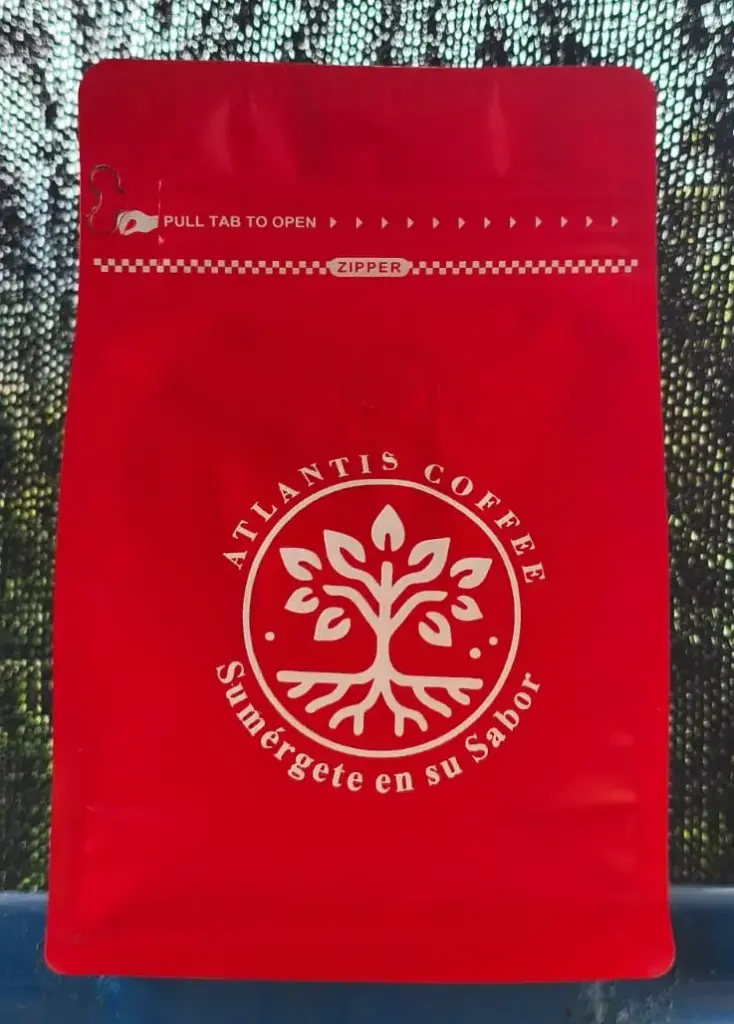 PULL TAB TO OPEN
ZIPPER
ATLANTIS COFFEE
Sumérgete en su Sabor